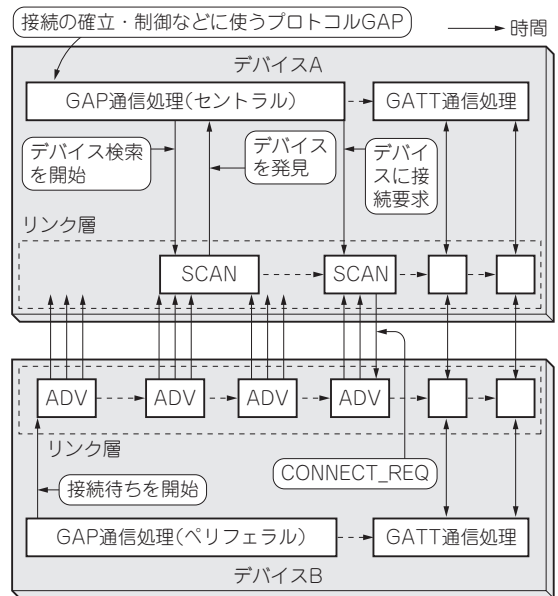 接続の確立・制御などに使うプロトコルGAP
時間
デバイスA
GAP通信処理(セントラル)
GATT通信処理
デバイス検索
を開始
デバイス
を発見
デバイ
スに接
続要求
リンク層
SCAN
SCAN
ADV
ADV
ADV
ADV
リンク層
CONNECT_REQ
接続待ちを開始
GAP通信処理(ペリフェラル)
GATT通信処理
デバイスB